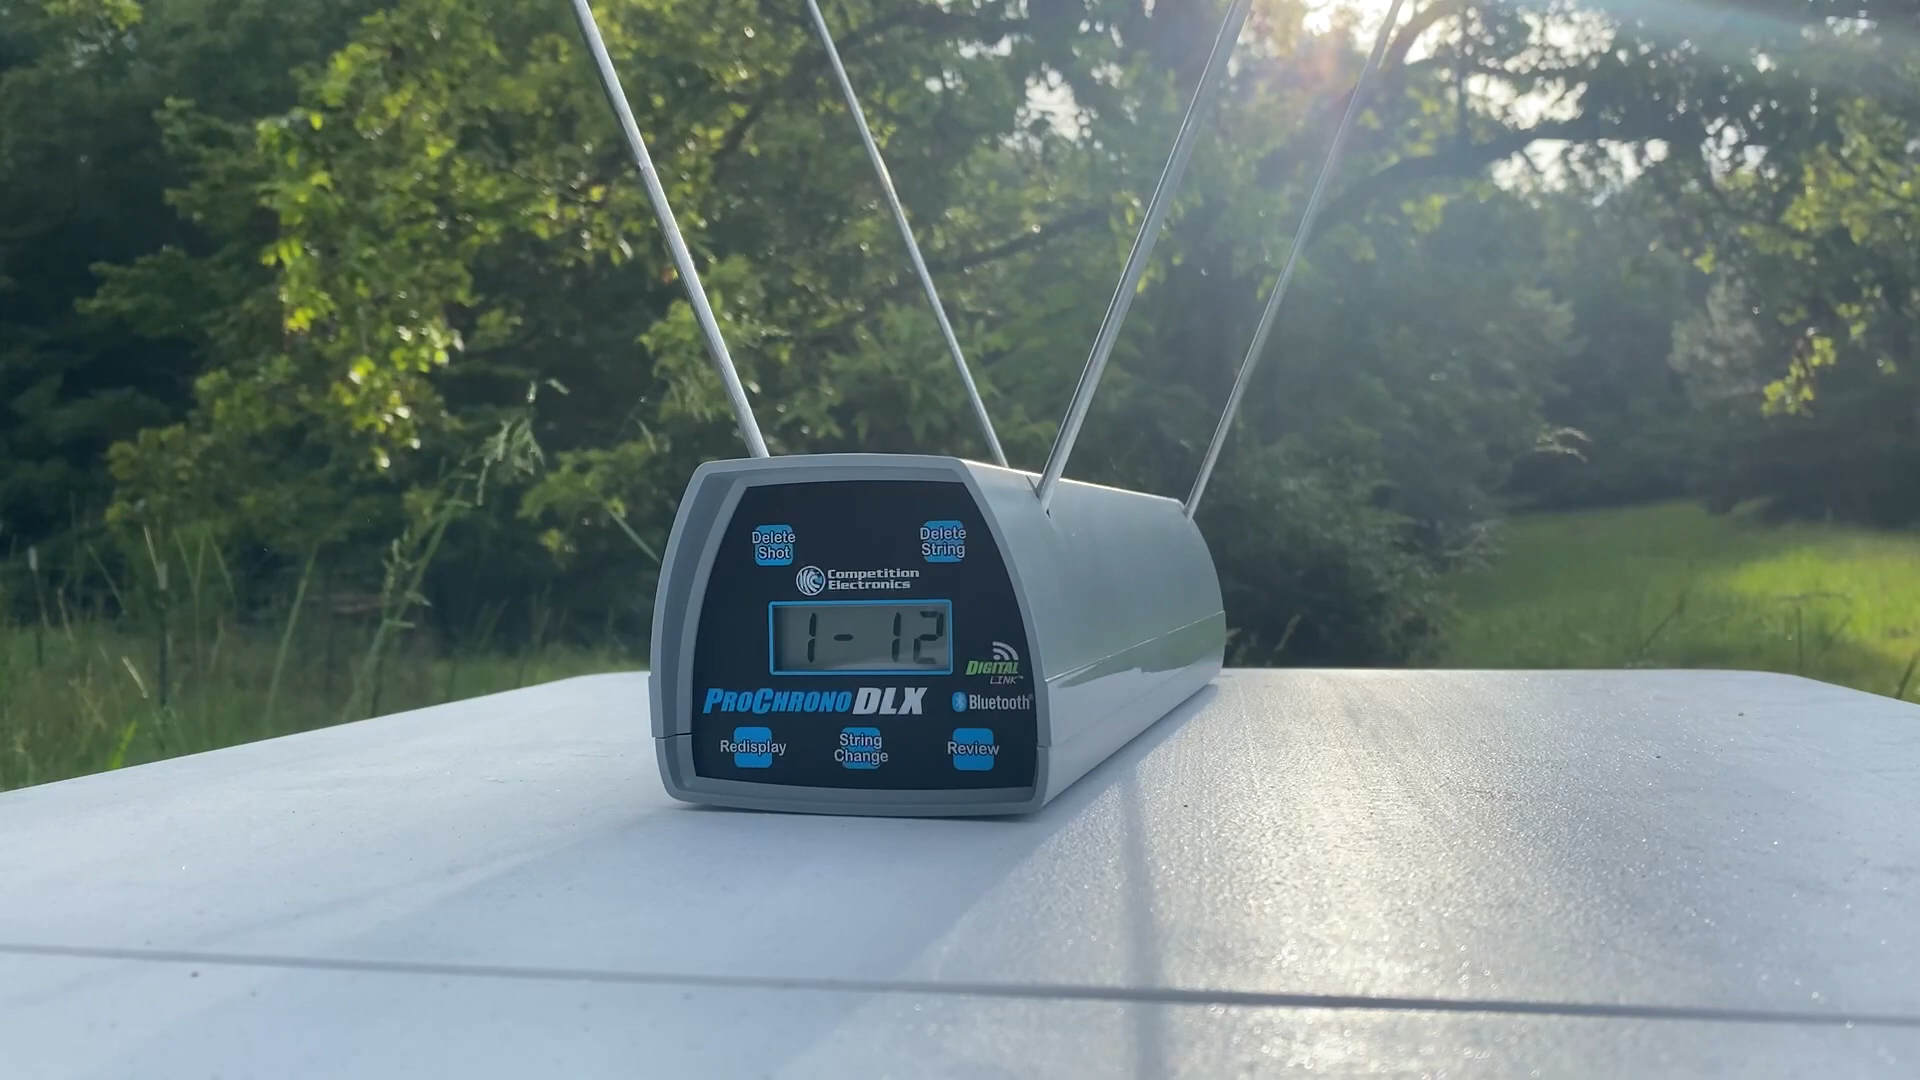 Delete
Shot
Delete
String
Competition
Electronics
1- 12
DIGITAL
LINK™
PROCHRONO DLX
Bluetooth®
Redisplay
String
Change
Review